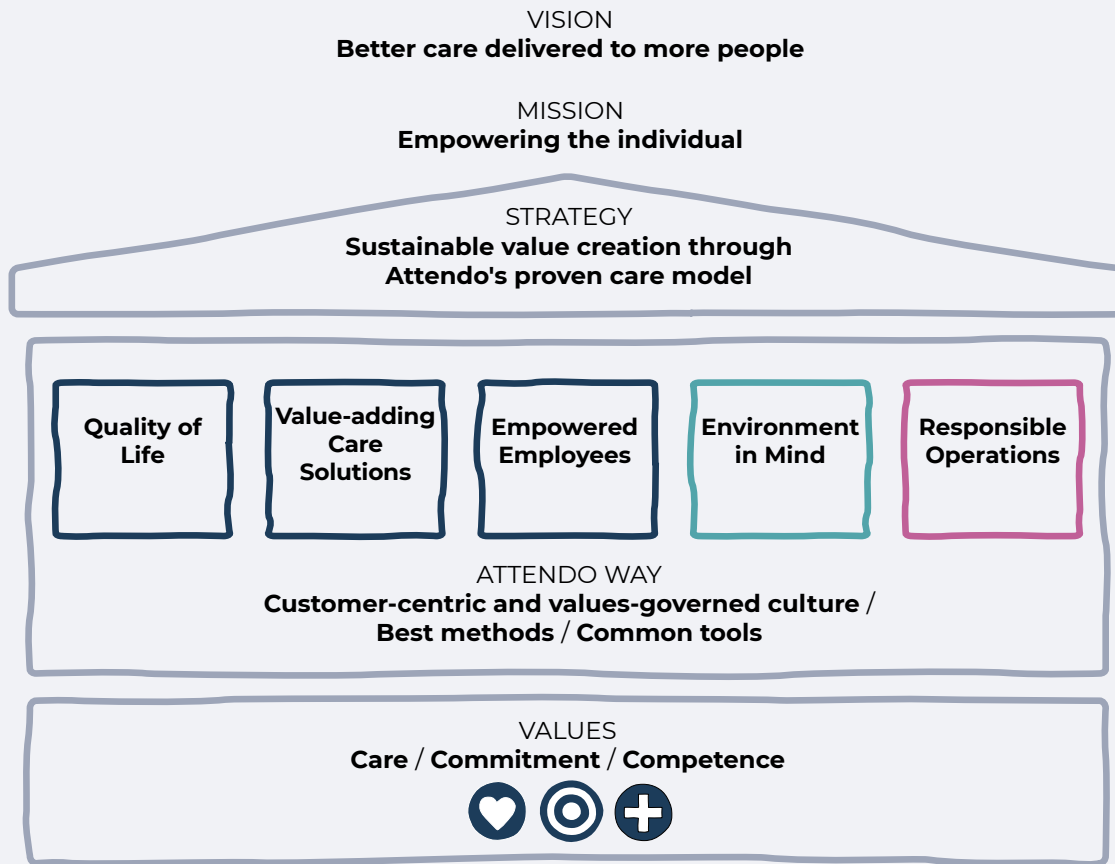 VISION
Better care delivered to more people
MISSION
Empowering the individual
STRATEGY
Sustainable value creation through
Attendo's proven care model
Quality of
Life
Value-adding
Care
Solutions
Empowered
Employees
Environment
in Mind
Responsible
Operations
ATTENDO WAY
Customer-centric and values-governed culture /
Best methods / Common tools
VALUES
Care / Commitment / Competence